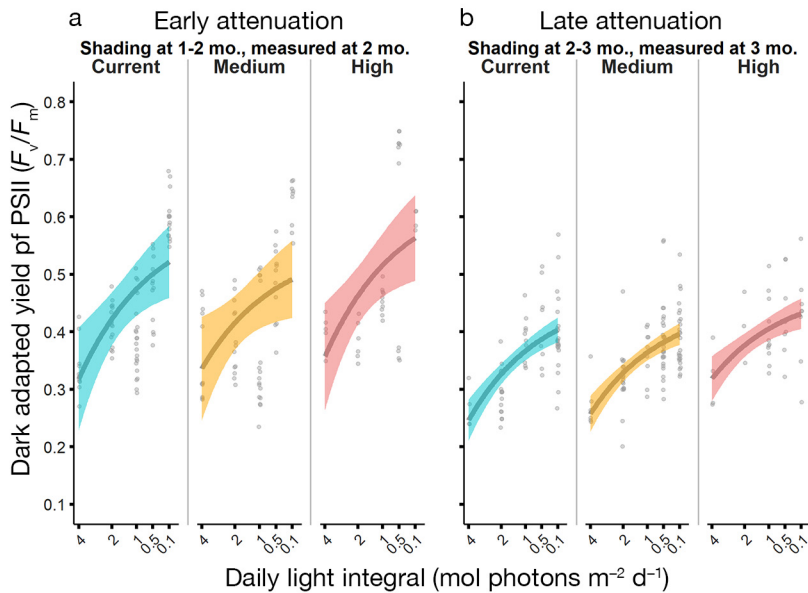 a Early attenuation
b Late attenuation
Shading at 1-2 mo., measured at 2 mo.
Shading at 2-3 mo., measured at 3 mo.
Current Medium High
Current Medium High
Dark adapted yield pf PSII (Fv/Fm)
0.8
0.7
0.6
0.5
0.4
0.3
0.2
0.1
4 2 1 0.5 0.1
4 2 1 0.5 0.1
4 2 1 0.5 0.1
4 2 1 0.5 0.1
4 2 1 0.5 0.1
4 2 1 0.5 0.1
Daily light integral (mol photons m⁻² d⁻¹)